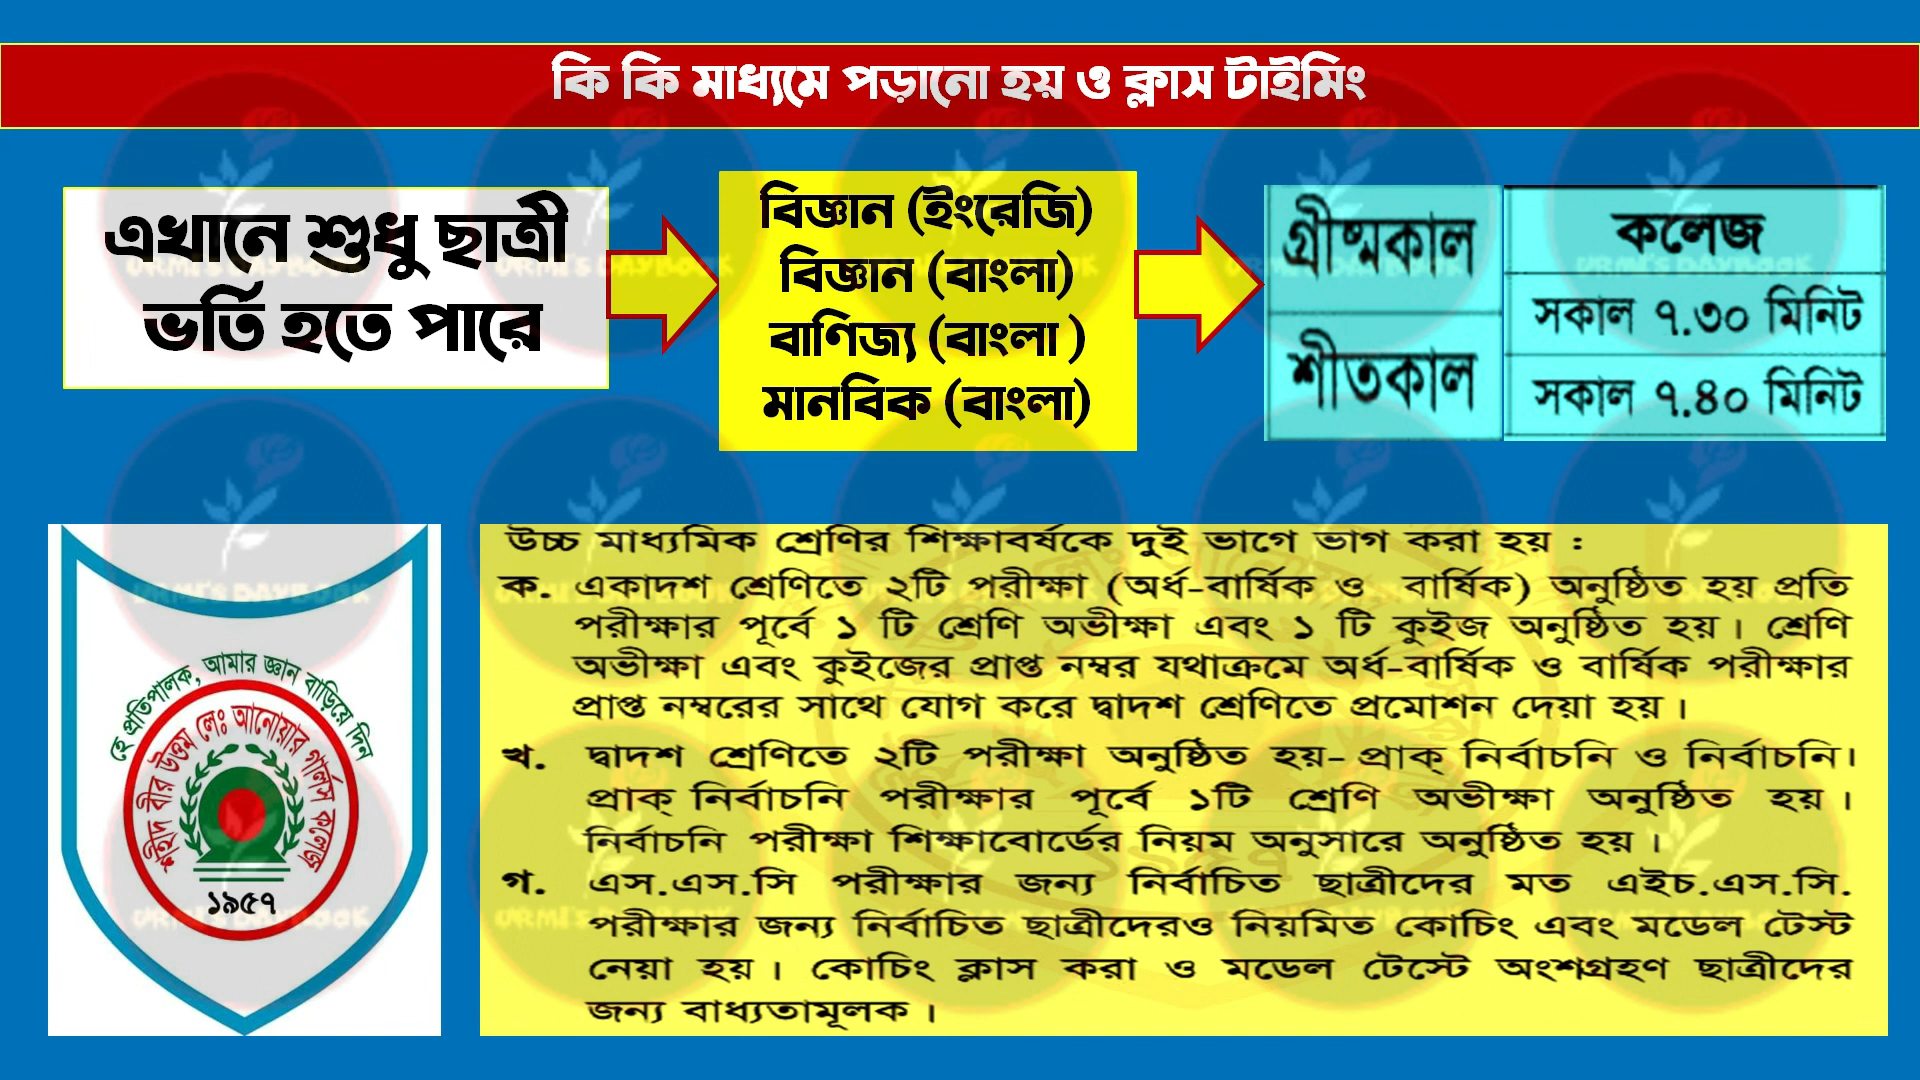 কি কি মাধ্যমে পড়ানো হয় ও ক্লাস টাইমিং
এখানে শুধু ছাত্রী
ভর্তি হতে পারে
বিজ্ঞান (ইংরেজি)
বিজ্ঞান (বাংলা)
বাণিজ্য (বাংলা )
মানবিক (বাংলা)
গ্রীষ্মকাল
শীতকাল
কলেজ
সকাল ৭.৩০ মিনিট
সকাল ৭.৪০ মিনিট
হে প্রতিপালক, আমার জ্ঞান বাড়িয়ে দিন
শহীদ বীর উত্তম লেঃ আনোয়ার গার্লস কলেজ
১৯৫৭
উচ্চ মাধ্যমিক শ্রেণির শিক্ষাবর্ষকে দুই ভাগে ভাগ করা হয় :
ক. একাদশ শ্রেণিতে ২টি পরীক্ষা (অর্ধ-বার্ষিক ও বার্ষিক) অনুষ্ঠিত হয় প্রতি
পরীক্ষার পূর্বে ১ টি শ্রেণি অভীক্ষা এবং ১ টি কুইজ অনুষ্ঠিত হয়। শ্রেণি
অভীক্ষা এবং কুইজের প্রাপ্ত নম্বর যথাক্রমে অর্ধ-বার্ষিক ও বার্ষিক পরীক্ষার
প্রাপ্ত নম্বরের সাথে যোগ করে দ্বাদশ শ্রেণিতে প্রমোশন দেয়া হয়।
খ. দ্বাদশ শ্রেণিতে ২টি পরীক্ষা অনুষ্ঠিত হয়- প্রাক্ নির্বাচনি ও নির্বাচনি।
প্রাক্ নির্বাচনি পরীক্ষার পূর্বে ১টি শ্রেণি অভীক্ষা অনুষ্ঠিত হয়।
নির্বাচনি পরীক্ষা শিক্ষাবোর্ডের নিয়ম অনুসারে অনুষ্ঠিত হয়।
গ. এস.এস.সি পরীক্ষার জন্য নির্বাচিত ছাত্রীদের মত এইচ.এস.সি.
পরীক্ষার জন্য নির্বাচিত ছাত্রীদেরও নিয়মিত কোচিং এবং মডেল টেস্ট
নেয়া হয়। কোচিং ক্লাস করা ও মডেল টেস্টে অংশগ্রহণ ছাত্রীদের
জন্য বাধ্যতামূলক।
URMI'S DAYBOOK